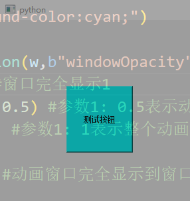 python
und-color:cyan;")
on(w,b"windowOpacity"
窗口完全显示1
0.5) #参数1: 0.5表示动
测试按钮
#参数1: 1表示整个动画
#动画窗口完全显示到窗口